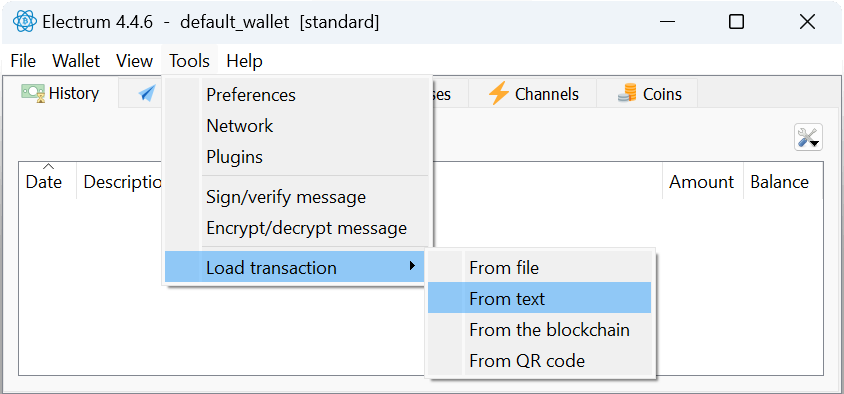 Electrum 4.4.6 - default_wallet [standard]
File Wallet View Tools Help
History ses Channels Coins
Preferences
Network
Plugins
Date Descriptio Amount Balance
Sign/verify message
Encrypt/decrypt message
Load transaction From file
From text
From the blockchain
From QR code